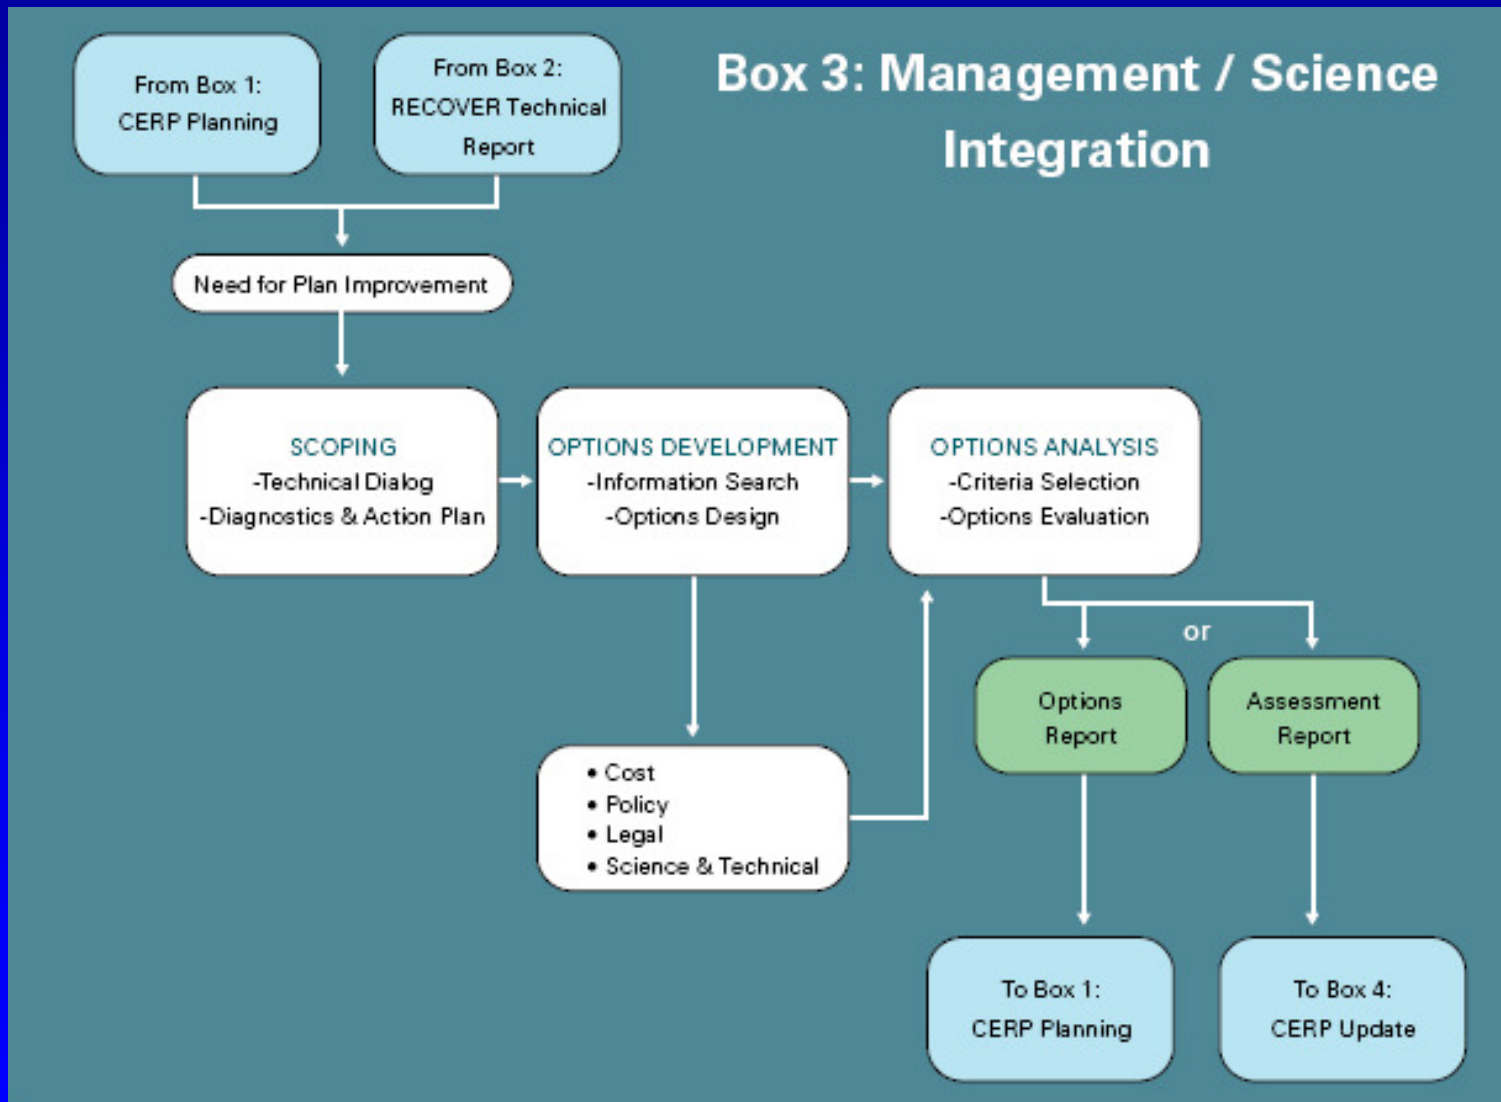 Box 3: Management / Science
Integration
From Box 1:
CERP Planning
From Box 2:
RECOVER Technical
Report
Need for Plan Improvement
SCOPING
-Technical Dialog
-Diagnostics & Action Plan
OPTIONS DEVELOPMENT
-Information Search
-Options Design
OPTIONS ANALYSIS
-Criteria Selection
-Options Evaluation
• Cost
• Policy
• Legal
• Science & Technical
or
Options
Report
Assessment
Report
To Box 1:
CERP Planning
To Box 4:
CERP Update